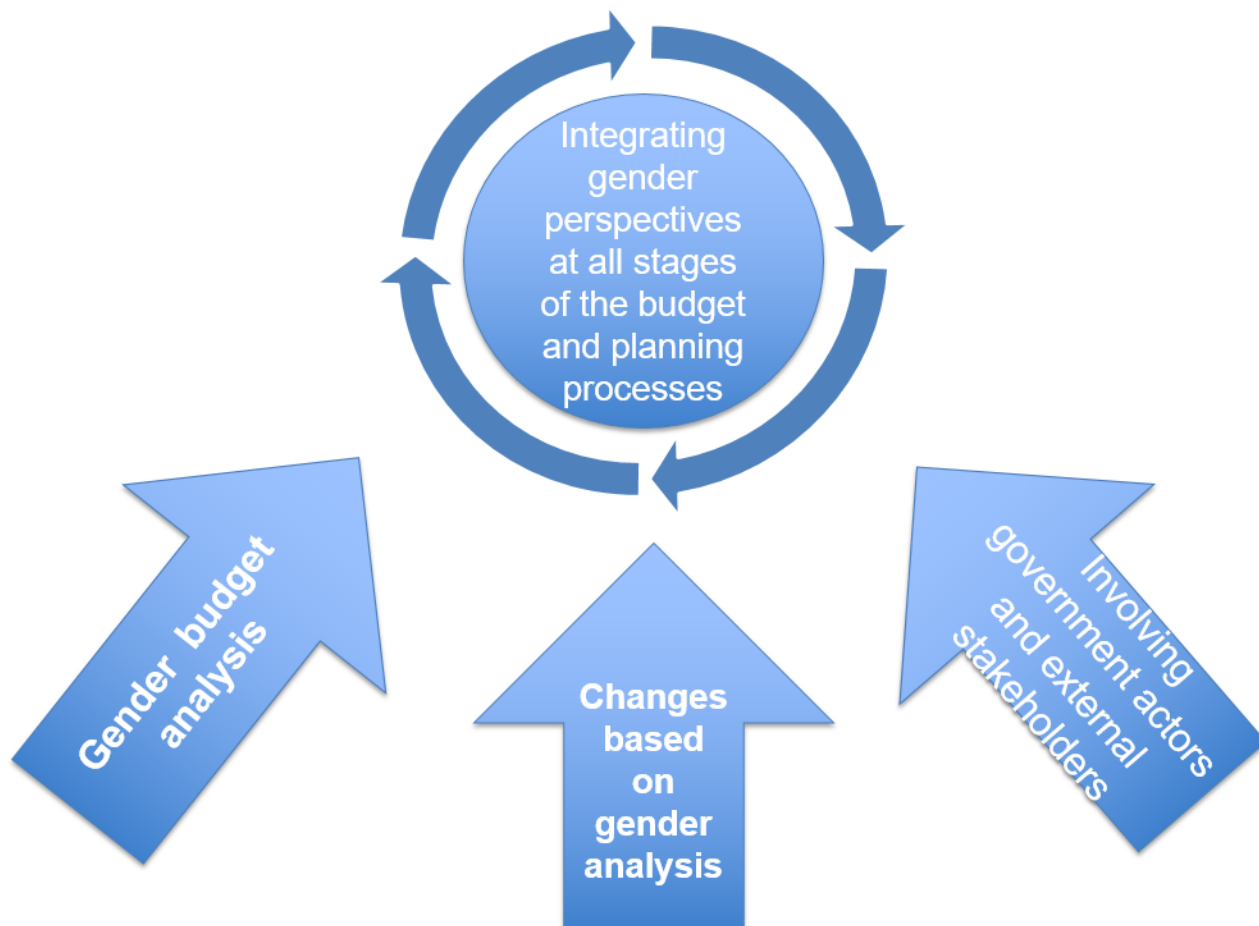 Integrating
gender
perspectives
at all stages
of the budget
and planning
processes
Gender budget
analysis
Changes
based
on
gender
analysis
Involving
government actors
and external
stakeholders